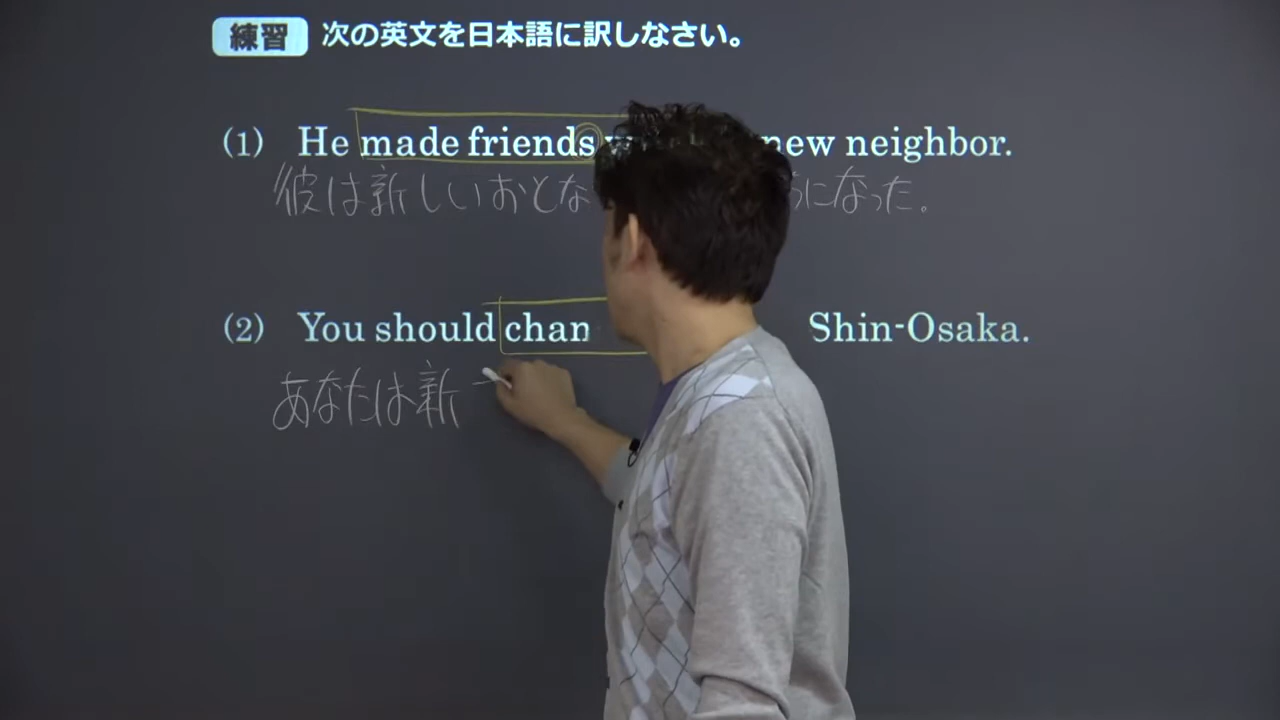 練習 次の英文を日本語に訳しなさい。
(1) He made friends new neighbor.
彼は新しいおとな うになった。
(2) You should chan Shin-Osaka.
あなたは新